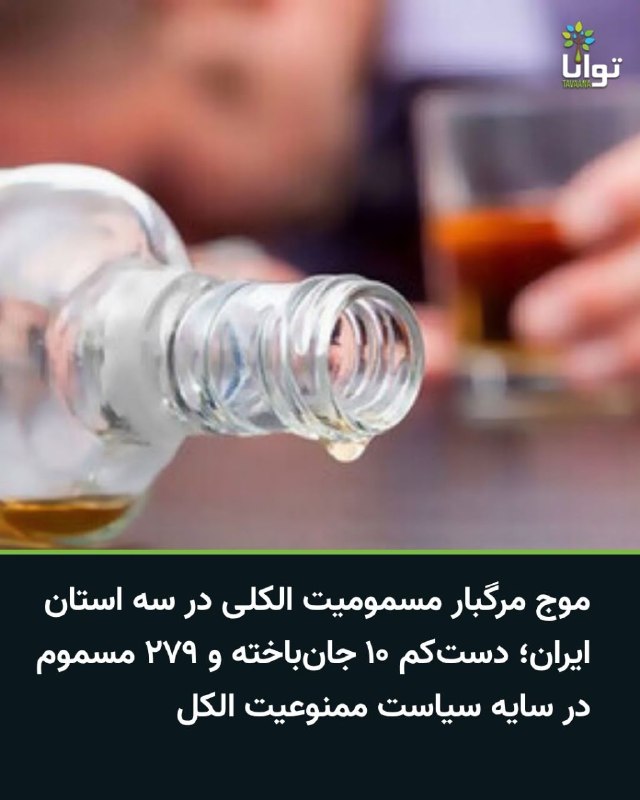 توانا
TAVAANA
موج مرگبار مسمومیت الکلی در سه استان
ایران؛ دست‌کم ۱۰ جان‌باخته و ۲۷۹ مسموم
در سایه سیاست ممنوعیت الکل